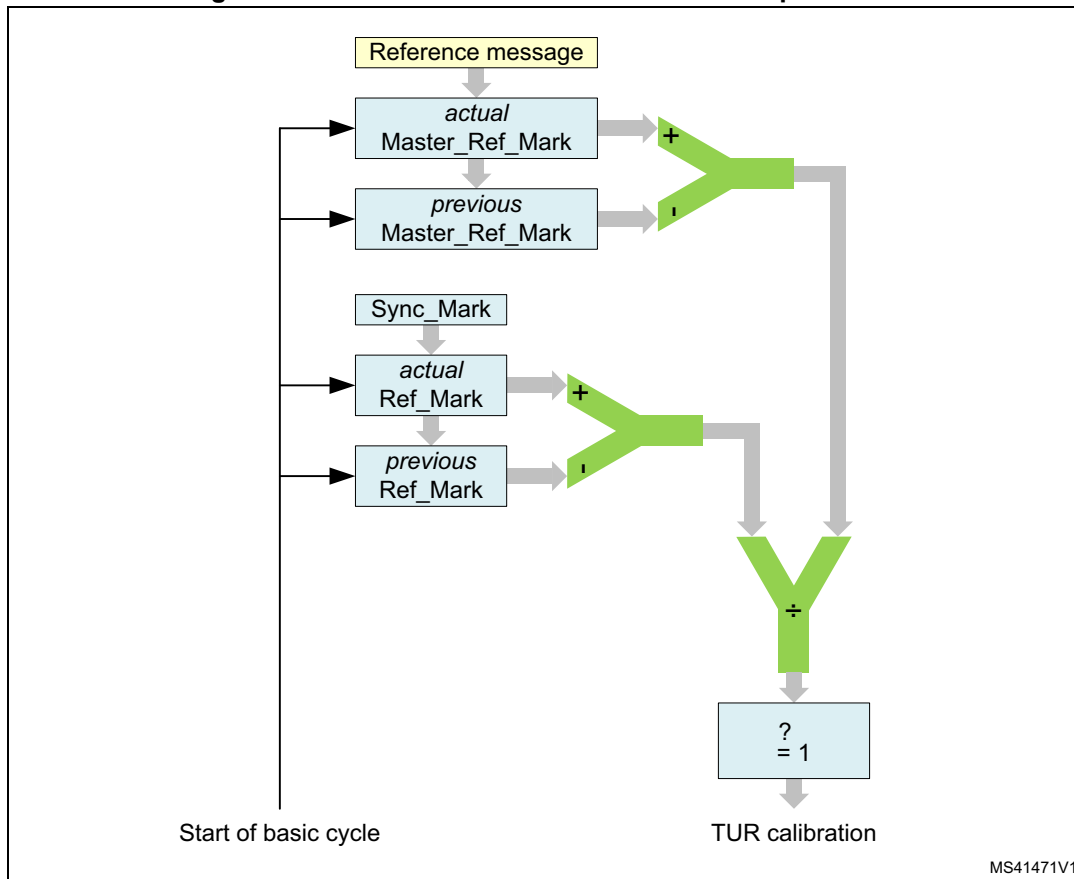 Reference message
actual
Master_Ref_Mark
+
-
previous
Master_Ref_Mark
Sync_Mark
actual
Ref_Mark
+
-
previous
Ref_Mark
÷
?
= 1
Start of basic cycle
TUR calibration
MS41471V1